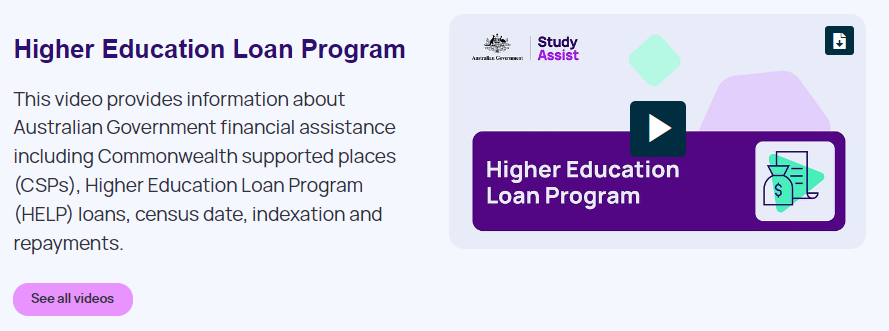 Higher Education Loan Program
This video provides information about
Australian Government financial assistance
including Commonwealth supported places
(CSPs), Higher Education Loan Program
(HELP) loans, census date, indexation and
repayments.
See all videos
Australian Government
Study
Assist
Higher Education
Loan Program
$